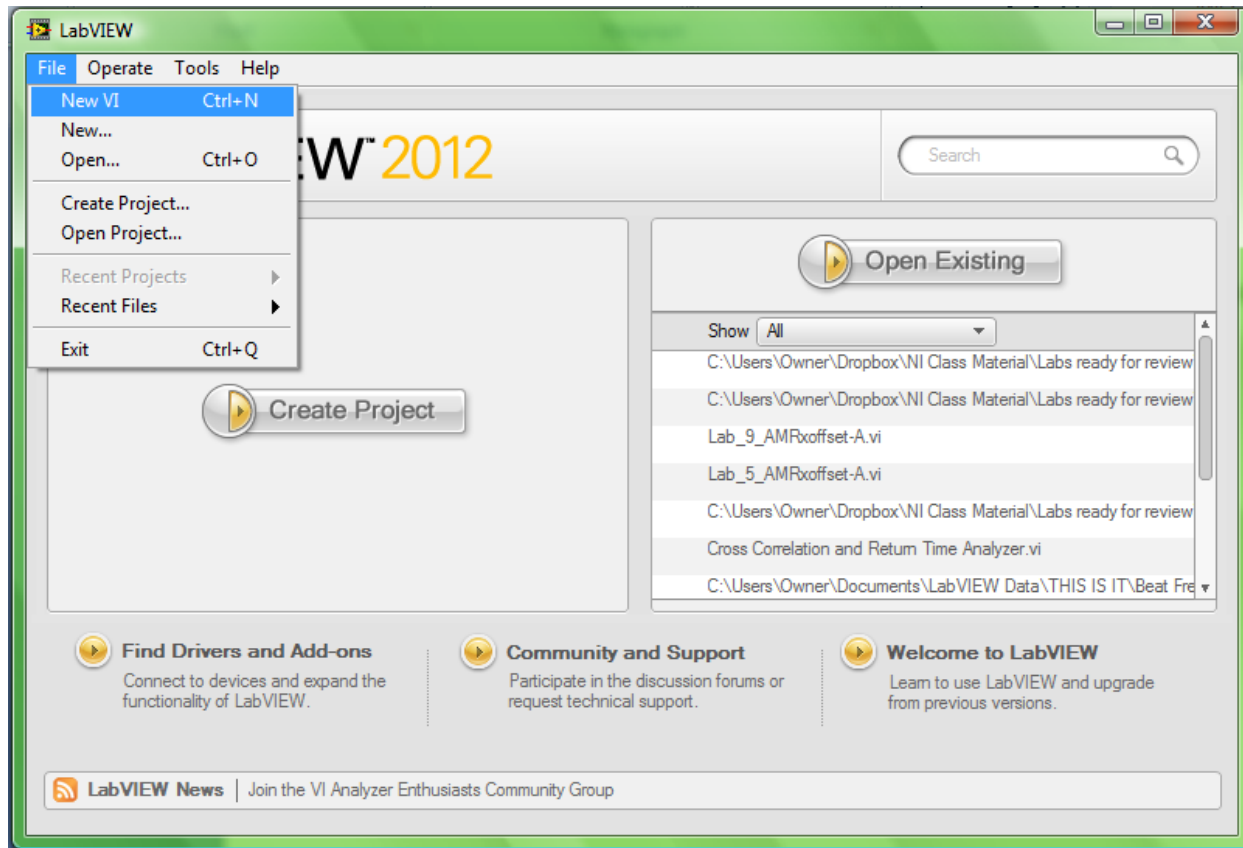 LabVIEW
File Operate Tools Help
New VI Ctrl+N
New...
Open... Ctrl+O
Create Project...
Open Project...
Recent Projects
Recent Files
Exit Ctrl+Q
EW™ 2012
Search
Create Project
Open Existing
Show All
C:\Users\Owner\Dropbox\NI Class Material\Labs ready for review
C:\Users\Owner\Dropbox\NI Class Material\Labs ready for review
Lab_9_AMRxoffset-A.vi
Lab_5_AMRxoffset-A.vi
C:\Users\Owner\Dropbox\NI Class Material\Labs ready for review
Cross Correlation and Return Time Analyzer.vi
C:\Users\Owner\Documents\LabVIEW Data\THIS IS IT\Beat Fre
Find Drivers and Add-ons
Connect to devices and expand the
functionality of LabVIEW.
Community and Support
Participate in the discussion forums or
request technical support.
Welcome to LabVIEW
Learn to use LabVIEW and upgrade
from previous versions.
LabVIEW News | Join the VI Analyzer Enthusiasts Community Group